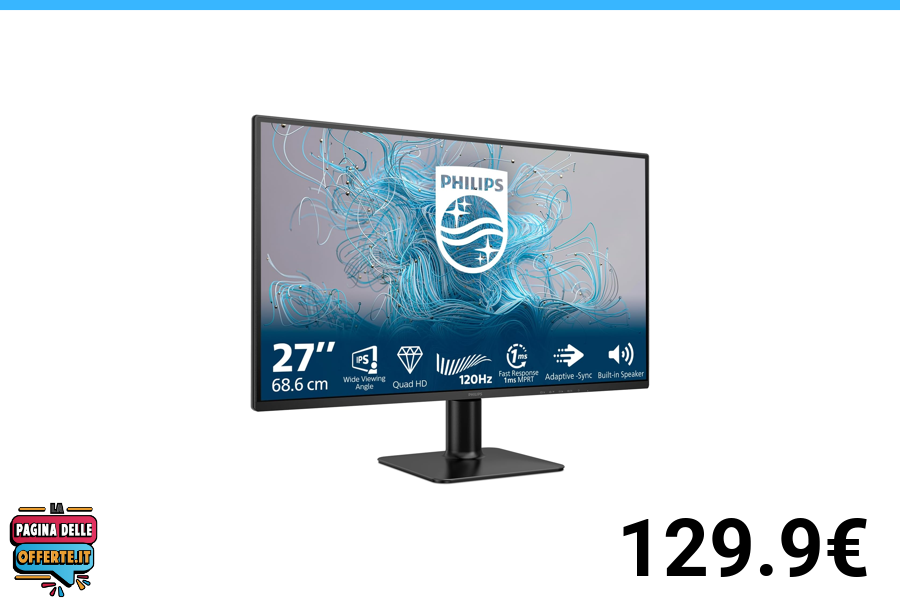 PHILIPS
27"
68.6 cm
IPS
Wide Viewing
Angle
Quad HD
120Hz
1ms
Fast Response
1ms MPRT
Adaptive -Sync
Built-in Speaker
LA
PAGINA DELLE
OFFERTE.IT
129.9€